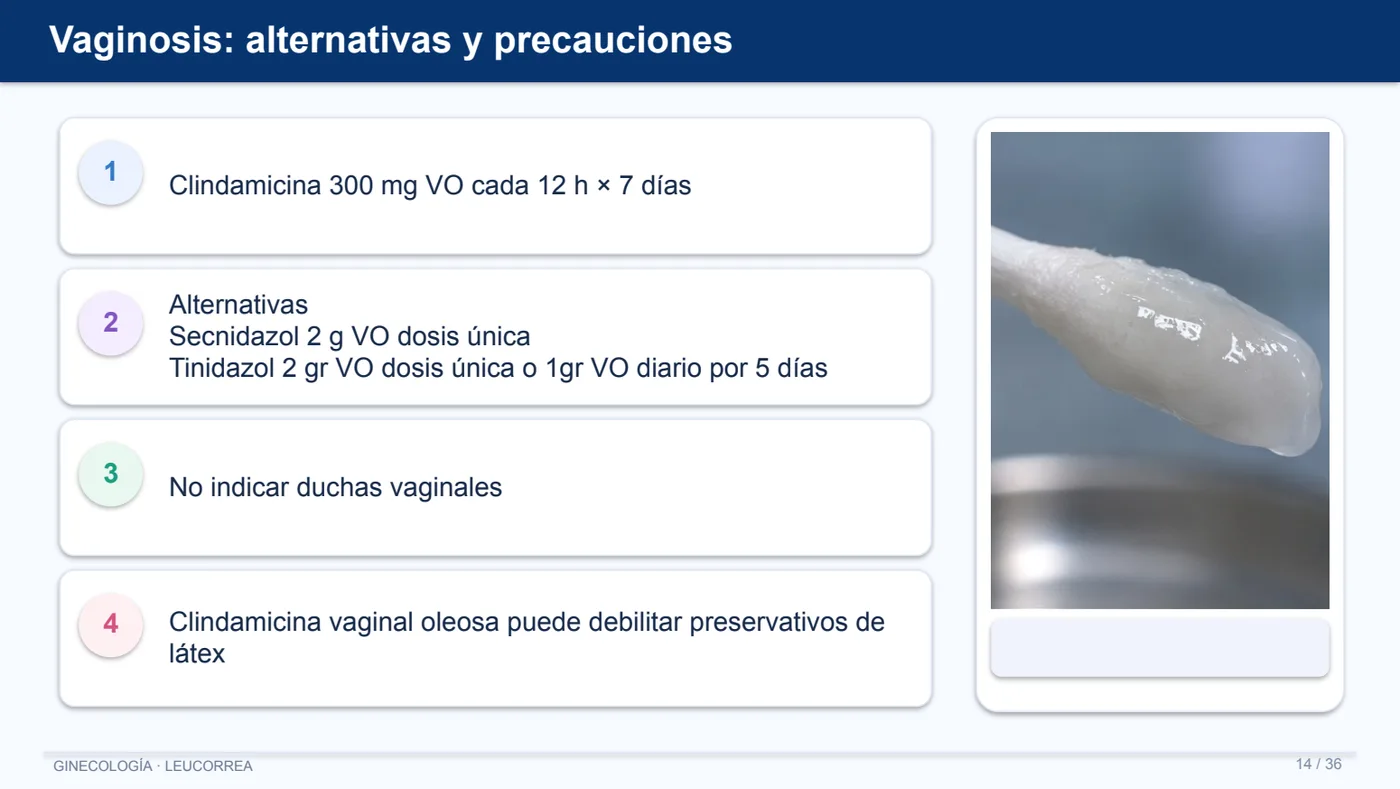 Vaginosis: alternativas y precauciones
1
Clindamicina 300 mg VO cada 12 h × 7 días
2
Alternativas
Secnidazol 2 g VO dosis única
Tinidazol 2 gr VO dosis única o 1gr VO diario por 5 días
3
No indicar duchas vaginales
4
Clindamicina vaginal oleosa puede debilitar preservativos de
látex
GINECOLOGÍA · LEUCORREA
14 / 36